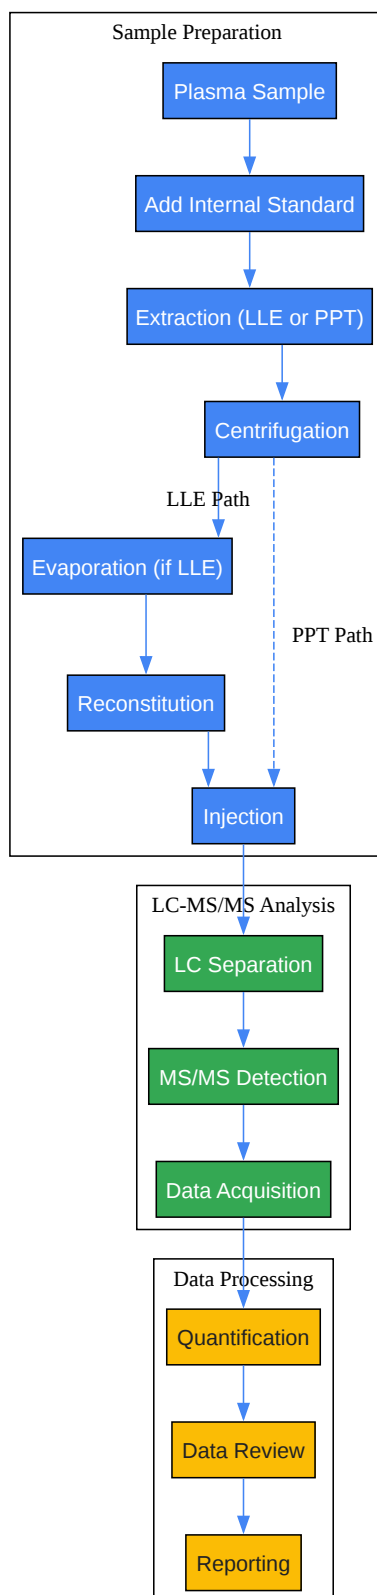 Sample Preparation
Plasma Sample
Add Internal Standard
Extraction (LLE or PPT)
Centrifugation
LLE Path
Evaporation (if LLE)
PPT Path
Reconstitution
Injection
LC-MS/MS Analysis
LC Separation
MS/MS Detection
Data Acquisition
Data Processing
Quantification
Data Review
Reporting